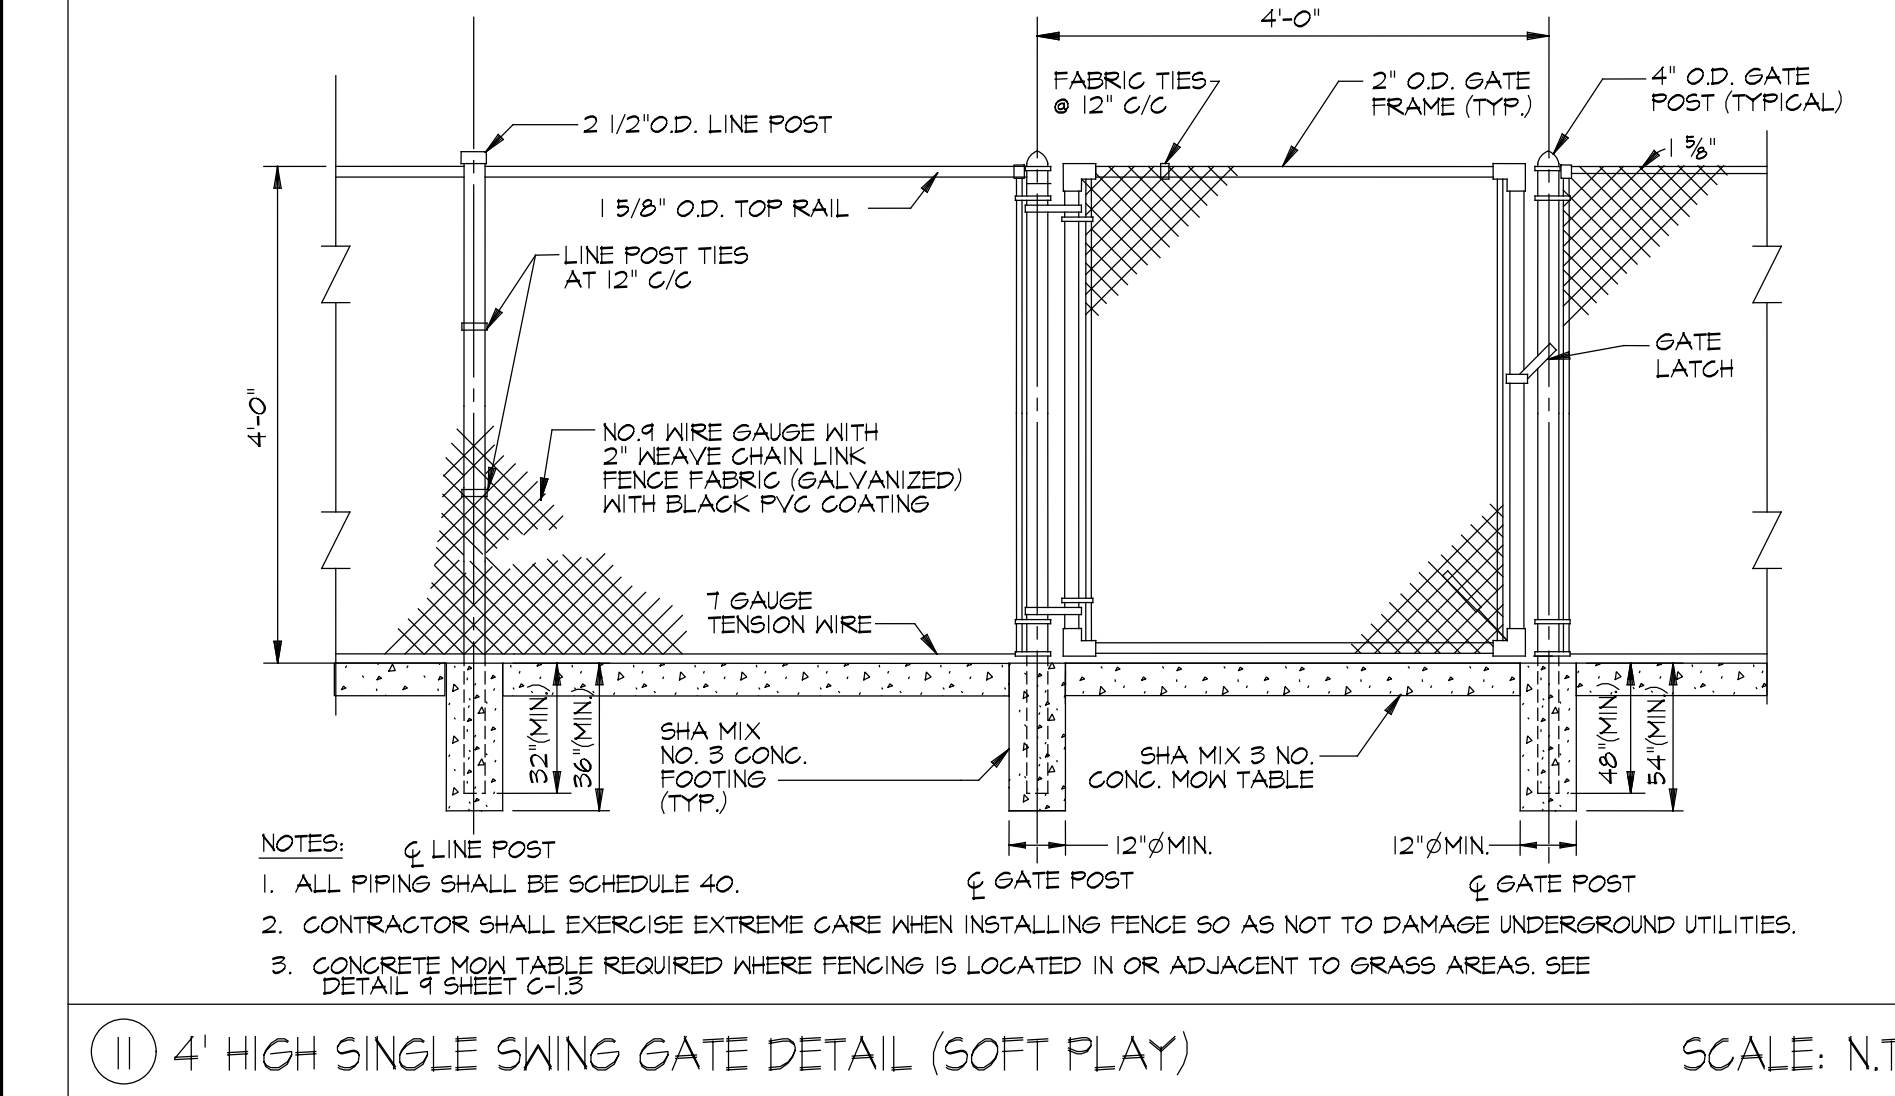 4'-0"
FABRIC TIES
@ 12" C/C
2" O.D. GATE
FRAME (TYP.)
4" O.D. GATE
POST (TYPICAL)
2 1/2"O.D. LINE POST
1 5/8"
1 5/8" O.D. TOP RAIL
LINE POST TIES
AT 12" C/C
GATE
LATCH
4'-0"
NO.9 WIRE GAUGE WITH
2" WEAVE CHAIN LINK
FENCE FABRIC (GALVANIZED)
WITH BLACK PVC COATING
7 GAUGE
TENSION WIRE
32"(MIN.)
36"(MIN.)
SHA MIX
NO. 3 CONC.
FOOTING
(TYP.)
SHA MIX 3 NO.
CONC. MOW TABLE
48"(MIN.)
54"(MIN.)
12"∅MIN.
12"∅MIN.
℄ LINE POST
℄ GATE POST
℄ GATE POST
NOTES:
1. ALL PIPING SHALL BE SCHEDULE 40.
2. CONTRACTOR SHALL EXERCISE EXTREME CARE WHEN INSTALLING FENCE SO AS NOT TO DAMAGE UNDERGROUND UTILITIES.
3. CONCRETE MOW TABLE REQUIRED WHERE FENCING IS LOCATED IN OR ADJACENT TO GRASS AREAS. SEE
DETAIL 9 SHEET C-1.3
11 4' HIGH SINGLE SWING GATE DETAIL (SOFT PLAY)
SCALE: N.T